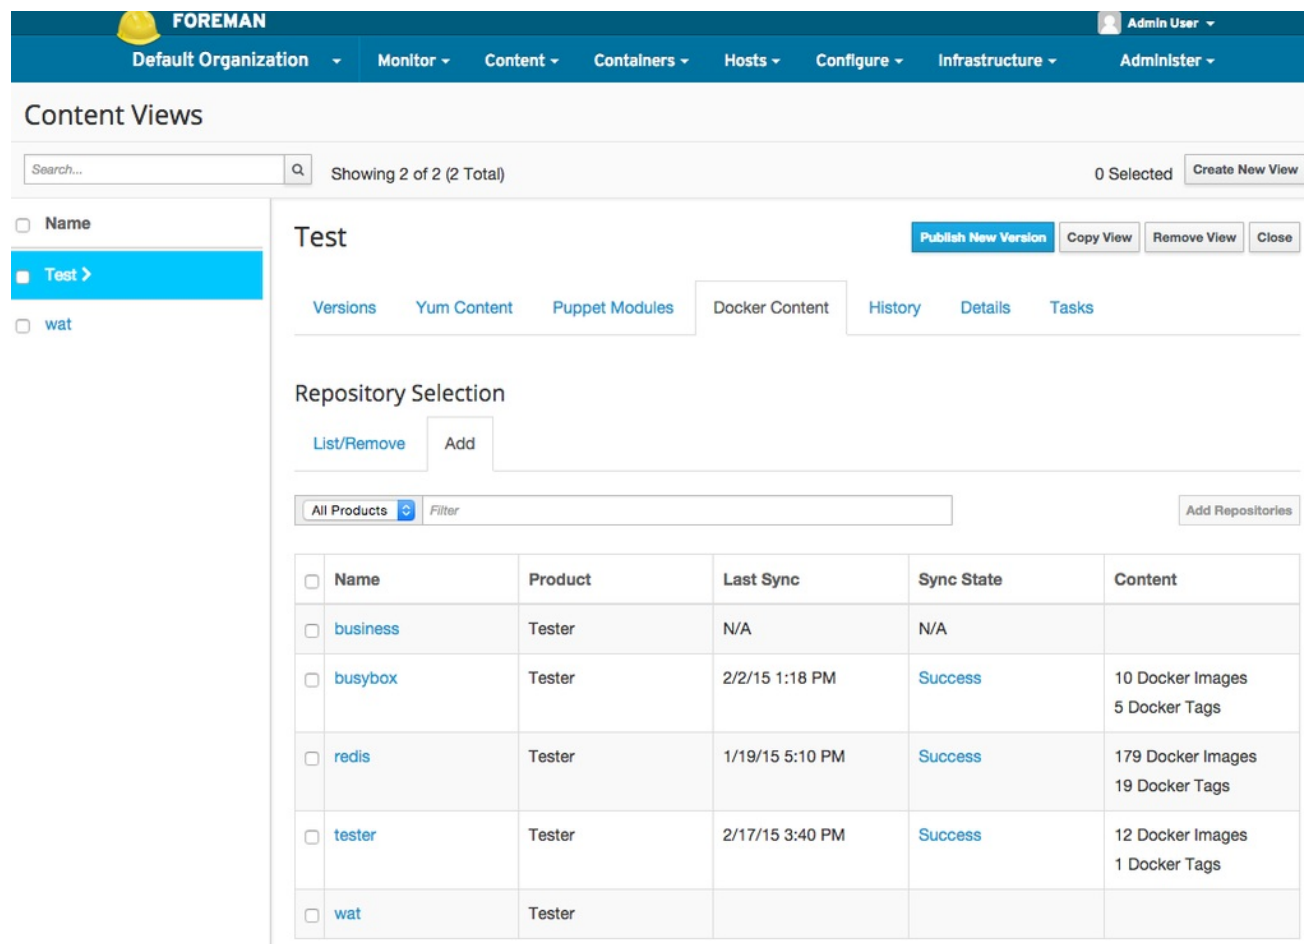 FOREMAN
Admin User
Default Organization Monitor Content Containers Hosts Configure Infrastructure Administer
Content Views
Search... Showing 2 of 2 (2 Total) 0 Selected Create New View
Name
Test
wat
Test Publish New Version Copy View Remove View Close
Versions Yum Content Puppet Modules Docker Content History Details Tasks
Repository Selection
List/Remove Add
All Products Filter Add Repositories
Name Product Last Sync Sync State Content
business Tester N/A N/A
busybox Tester 2/2/15 1:18 PM Success 10 Docker Images
5 Docker Tags
redis Tester 1/19/15 5:10 PM Success 179 Docker Images
19 Docker Tags
tester Tester 2/17/15 3:40 PM Success 12 Docker Images
1 Docker Tags
wat Tester